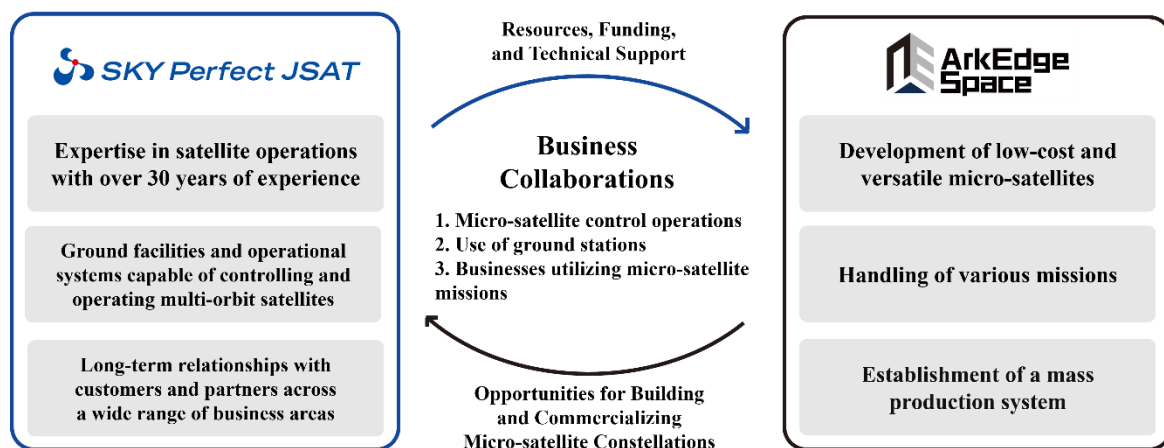 SKY Perfect JSAT
Expertise in satellite operations
with over 30 years of experience
Ground facilities and operational
systems capable of controlling and
operating multi-orbit satellites
Long-term relationships with
customers and partners across
a wide range of business areas
Resources, Funding,
and Technical Support
Business
Collaborations
1. Micro-satellite control operations
2. Use of ground stations
3. Businesses utilizing micro-satellite
missions
Opportunities for Building
and Commercializing
Micro-satellite Constellations
ArkEdge
Space
Development of low-cost and
versatile micro-satellites
Handling of various missions
Establishment of a mass
production system